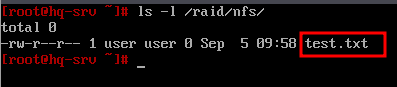 [root@hq-srv ~]# ls -l /raid/nfs/
total 0
-rw-r--r-- 1 user user 0 Sep  5 09:58 test.txt
[root@hq-srv ~]# _